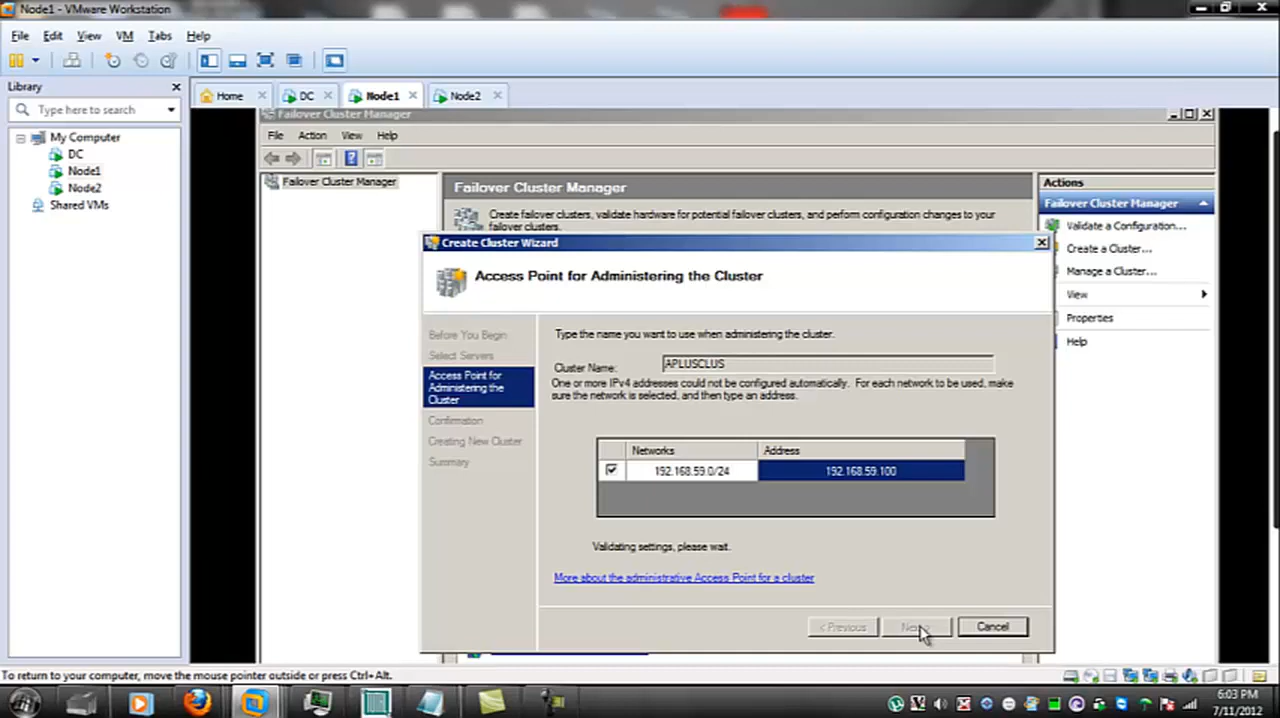 Node1 - VMware Workstation
File Edit View VM Tabs Help
Library
Type here to search
My Computer
DC
Node1
Node2
Shared VMs
Home DC Node1 Node2
Failover Cluster Manager
File Action View Help
Failover Cluster Manager
Failover Cluster Manager
Create failover clusters, validate hardware for potential failover clusters, and perform configuration changes to your
failover clusters.
Actions
Failover Cluster Manager
Validate a Configuration...
Create a Cluster...
Manage a Cluster...
View
Properties
Help
Create Cluster Wizard
Access Point for Administering the Cluster
Before You Begin
Select Servers
Access Point for
Administering the
Cluster
Confirmation
Creating New Cluster
Summary
Type the name you want to use when administering the cluster.
Cluster Name: APLUSCLUS
One or more IPv4 addresses could not be configured automatically. For each network to be used, make
sure the network is selected, and then type an address.
Networks Address
192.168.59.0/24 192.168.59.100
Validating settings, please wait.
More about the administrative Access Point for a cluster
< Previous Cancel
To return to your computer, move the mouse pointer outside or press Ctrl+Alt.
6:03 PM
7/11/2012